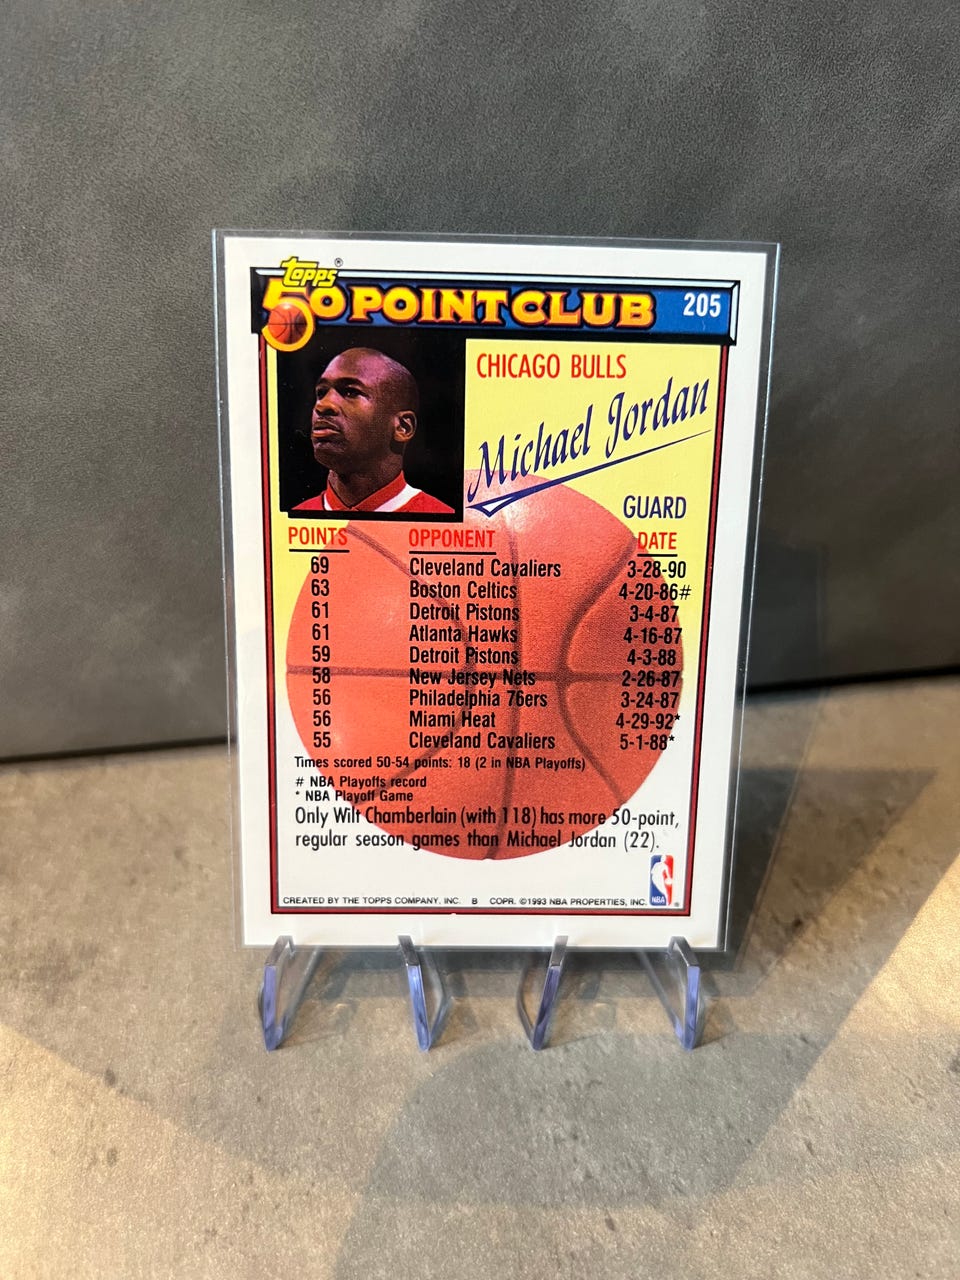 topps®
50 POINT CLUB 205
CHICAGO BULLS
Michael Jordan
GUARD
POINTS OPPONENT DATE
69 Cleveland Cavaliers 3-28-90
63 Boston Celtics 4-20-86#
61 Detroit Pistons 3-4-87
61 Atlanta Hawks 4-16-87
59 Detroit Pistons 4-3-88
58 New Jersey Nets 2-26-87
56 Philadelphia 76ers 3-24-87
56 Miami Heat 4-29-92*
55 Cleveland Cavaliers 5-1-88*
Times scored 50-54 points: 18 (2 in NBA Playoffs)
# NBA Playoffs record
* NBA Playoff Game
Only Wilt Chamberlain (with 118) has more 50-point,
regular season games than Michael Jordan (22).
NBA ®
CREATED BY THE TOPPS COMPANY, INC. B COPR. ©1993 NBA PROPERTIES, INC.